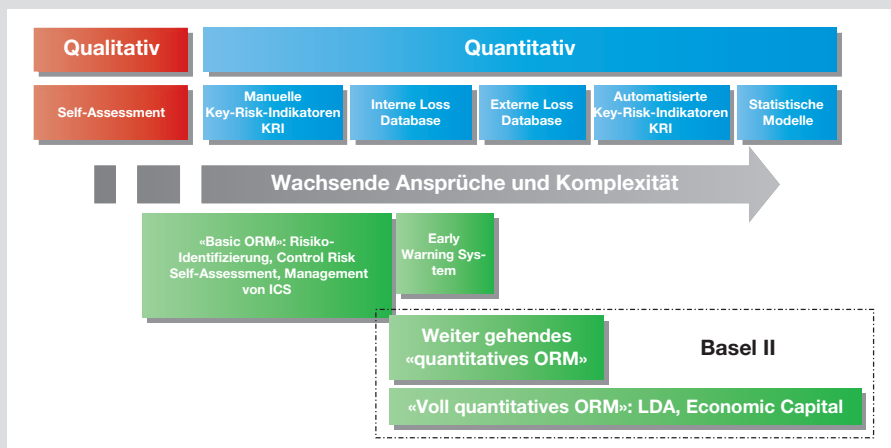 Qualitativ
Quantitativ
Self-Assessment
Manuelle
Key-Risk-Indikatoren
KRI
Interne Loss
Database
Externe Loss
Database
Automatisierte
Key-Risk-Indikatoren
KRI
Statistische
Modelle
Wachsende Ansprüche und Komplexität
«Basic ORM»: Risiko-
Identifizierung, Control Risk
Self-Assessment, Management
von ICS
Early
Warning Sys-
tem
Weiter gehendes
«quantitatives ORM»
Basel II
«Voll quantitatives ORM»: LDA, Economic Capital